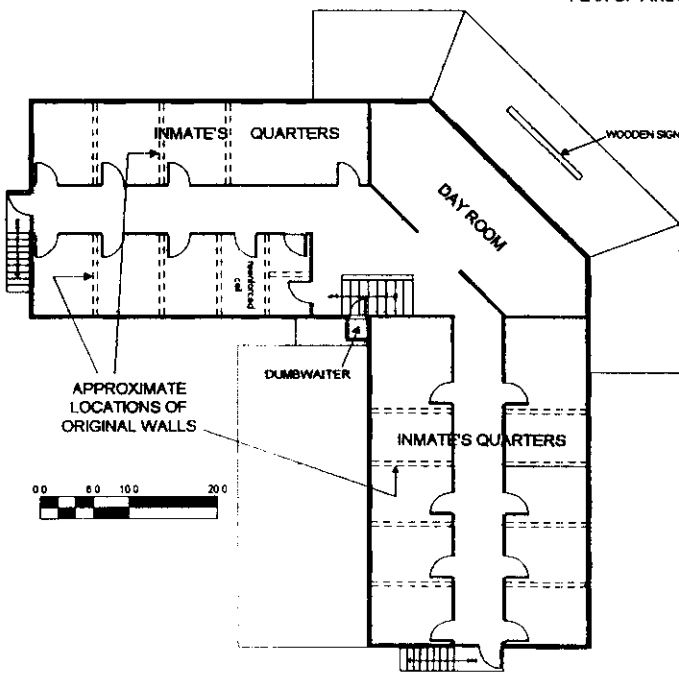 INMATE'S QUARTERS
WOODEN SIGN
DAY ROOM
reinforced
cell
DUMBWAITER
APPROXIMATE
LOCATIONS OF
ORIGINAL WALLS
INMATE'S QUARTERS
0.0 6.0 10.0 20.0